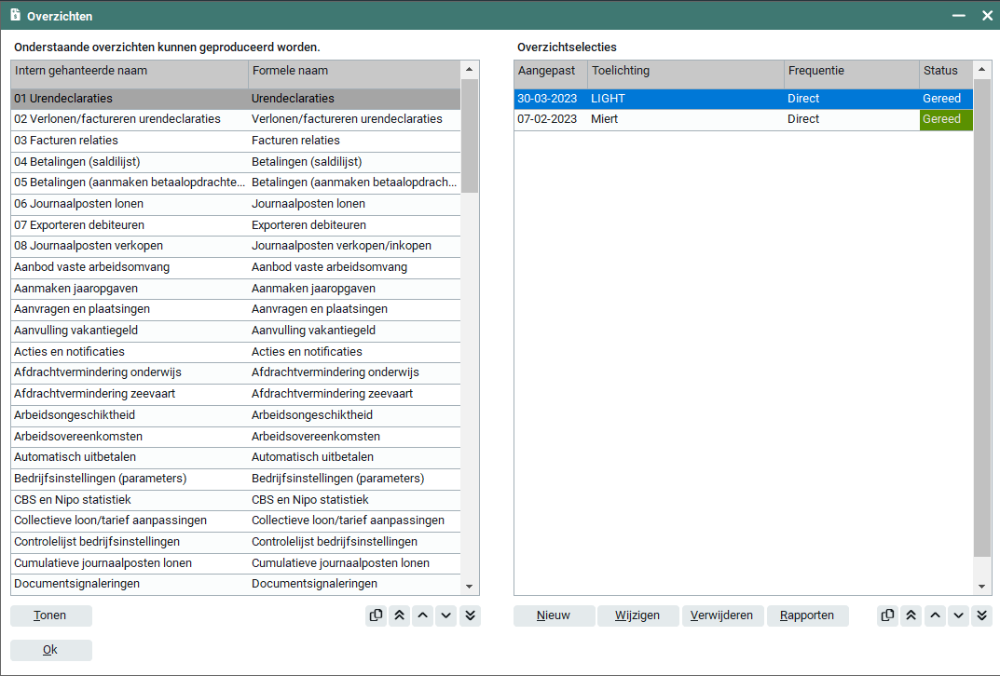 Overzichten
Onderstaande overzichten kunnen geproduceerd worden.
Intern gehanteerde naam Formele naam
01 Urendeclaraties Urendeclaraties
02 Verlonen/factureren urendeclaraties Verlonen/factureren urendeclaraties
03 Facturen relaties Facturen relaties
04 Betalingen (saldilijst) Betalingen (saldilijst)
05 Betalingen (aanmaken betaalopdrachte... Betalingen (aanmaken betaalopdrach...
06 Journaalposten lonen Journaalposten lonen
07 Exporteren debiteuren Exporteren debiteuren
08 Journaalposten verkopen Journaalposten verkopen/inkopen
Aanbod vaste arbeidsomvang Aanbod vaste arbeidsomvang
Aanmaken jaaropgaven Aanmaken jaaropgaven
Aanvragen en plaatsingen Aanvragen en plaatsingen
Aanvulling vakantiegeld Aanvulling vakantiegeld
Acties en notificaties Acties en notificaties
Afdrachtvermindering onderwijs Afdrachtvermindering onderwijs
Afdrachtvermindering zeevaart Afdrachtvermindering zeevaart
Arbeidsongeschiktheid Arbeidsongeschiktheid
Arbeidsovereenkomsten Arbeidsovereenkomsten
Automatisch uitbetalen Automatisch uitbetalen
Bedrijfsinstellingen (parameters) Bedrijfsinstellingen (parameters)
CBS en Nipo statistiek CBS en Nipo statistiek
Collectieve loon/tarief aanpassingen Collectieve loon/tarief aanpassingen
Controlelijst bedrijfsinstellingen Controlelijst bedrijfsinstellingen
Cumulatieve journaalposten lonen Cumulatieve journaalposten lonen
Documentsignaleringen Documentsignaleringen
Tonen
Ok
Overzichtselecties
Aangepast Toelichting Frequentie Status
30-03-2023 LIGHT Direct Gereed
07-02-2023 Miert Direct Gereed
Nieuw Wijzigen Verwijderen Rapporten